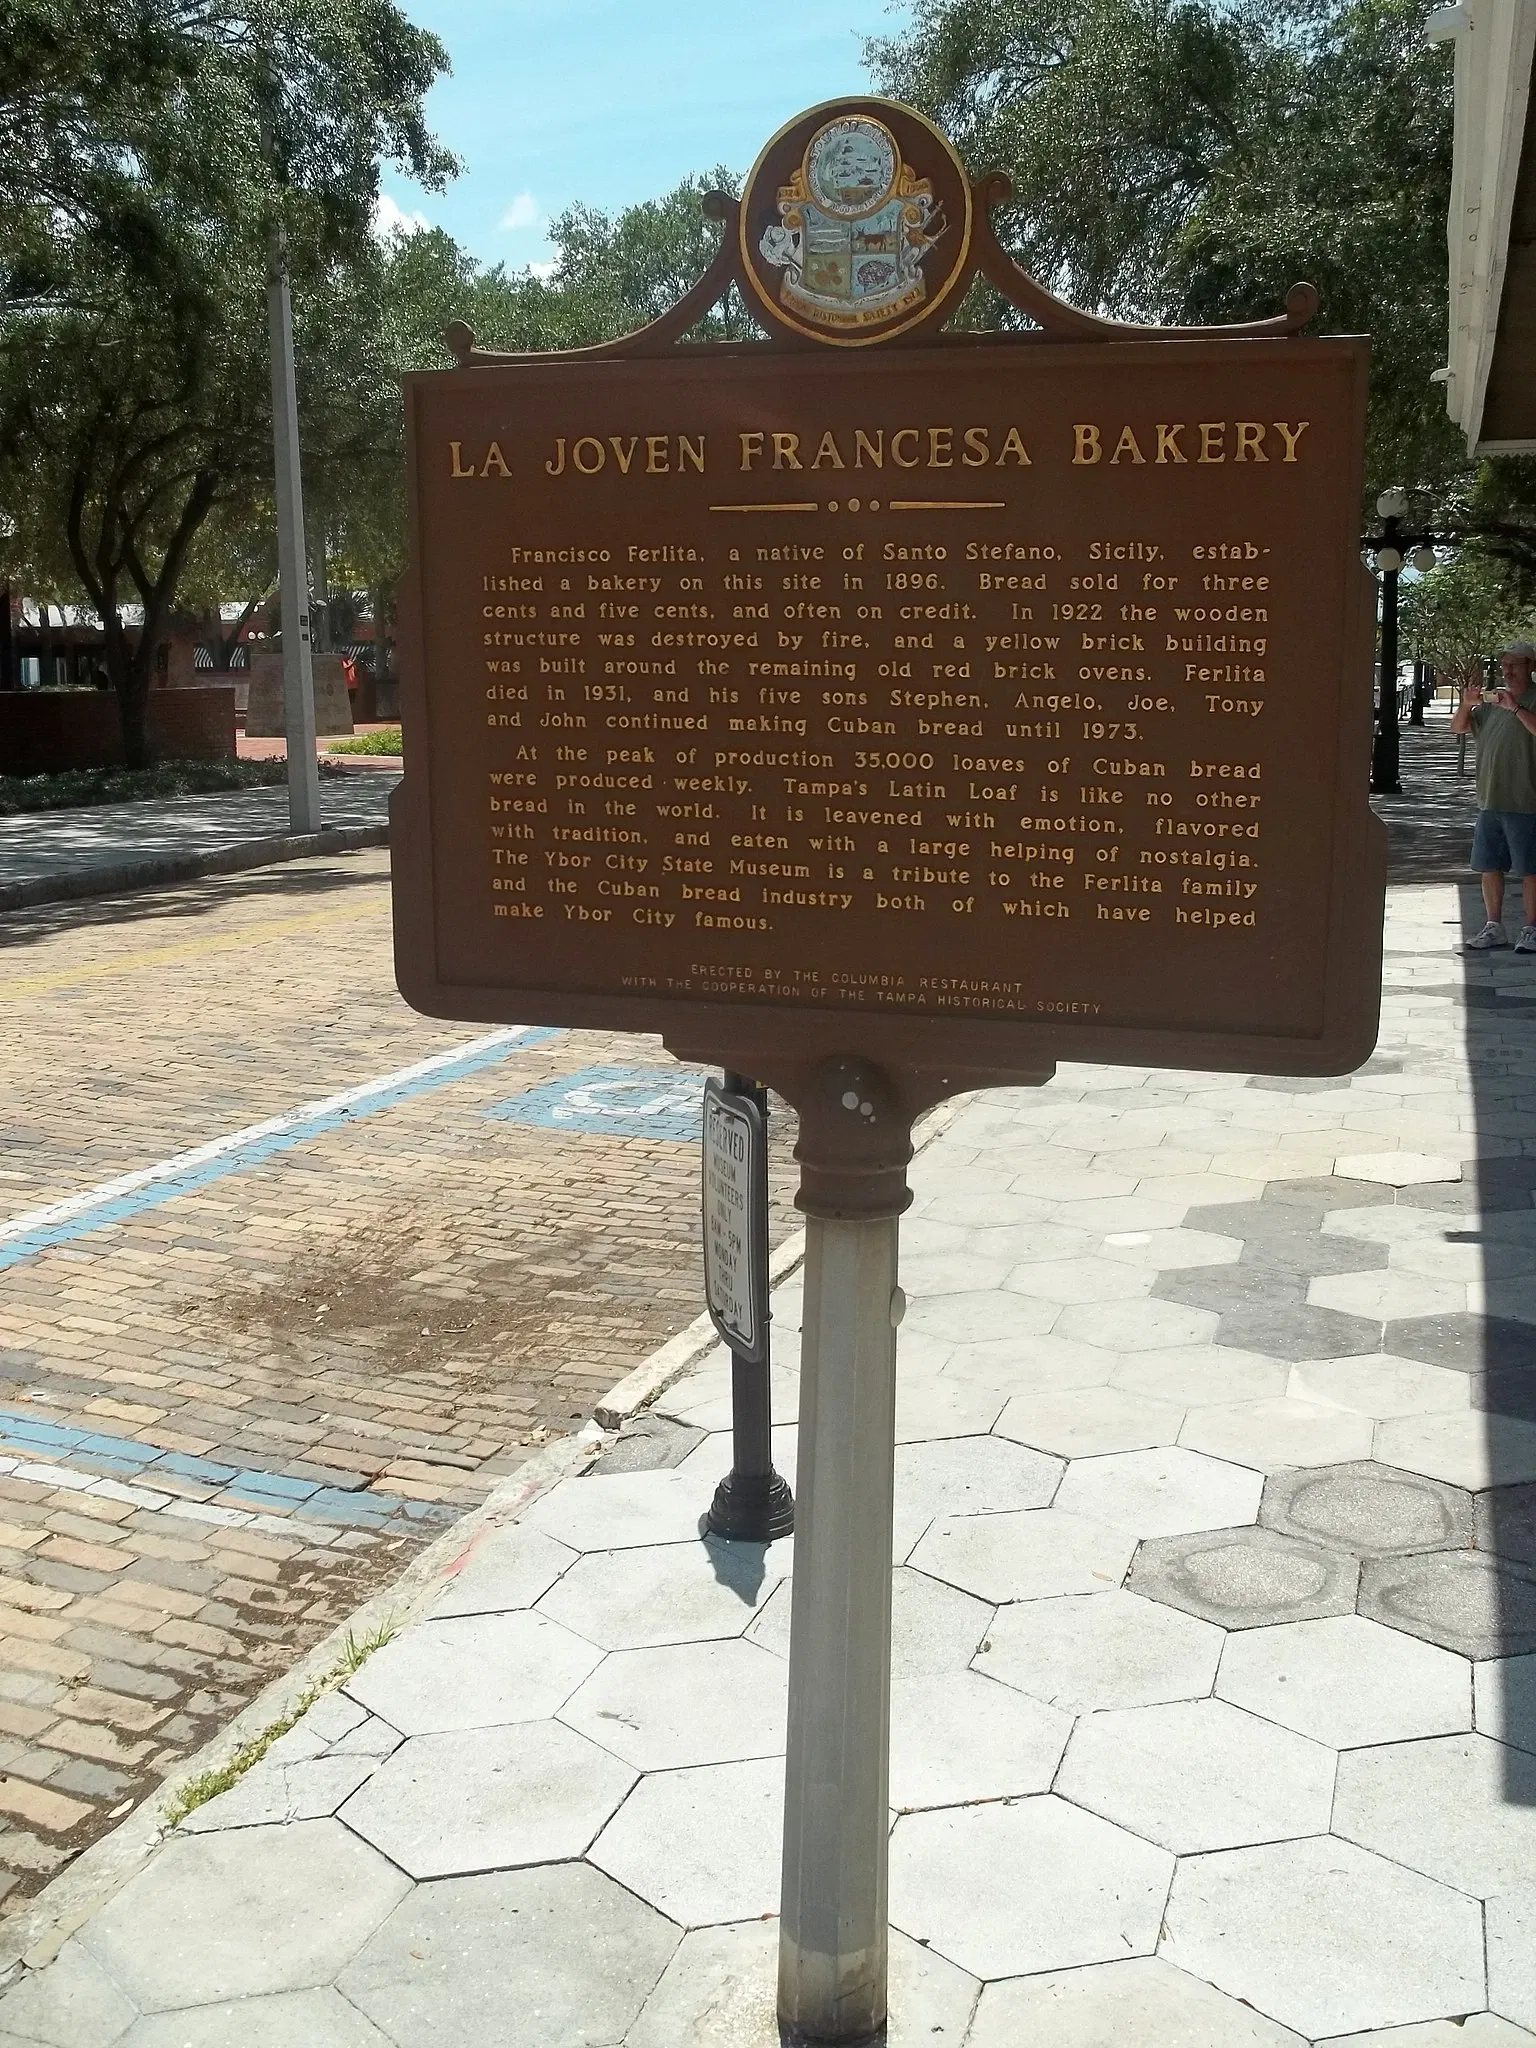 LA JOVEN FRANCESA BAKERY
Francisco Ferlita, a native of Santo Stefano, Sicily, estab-
lished a bakery on this site in 1896. Bread sold for three
cents and five cents, and often on credit. In 1922 the wooden
structure was destroyed by fire, and a yellow brick building
was built around the remaining old red brick ovens. Ferlita
died in 1931, and his five sons Stephen, Angelo, Joe, Tony
and John continued making Cuban bread until 1973.
At the peak of production 35,000 loaves of Cuban bread
were produced weekly. Tampa's Latin Loaf is like no other
bread in the world. It is leavened with emotion, flavored
with tradition, and eaten with a large helping of nostalgia.
The Ybor City State Museum is a tribute to the Ferlita family
and the Cuban bread industry both of which have helped
make Ybor City famous.
ERECTED BY THE COLUMBIA RESTAURANT
WITH THE COOPERATION OF THE TAMPA HISTORICAL SOCIETY
RESERVED
MUSEUM
VOLUNTEERS
ONLY
8AM - 5PM
MONDAY
THRU
SATURDAY